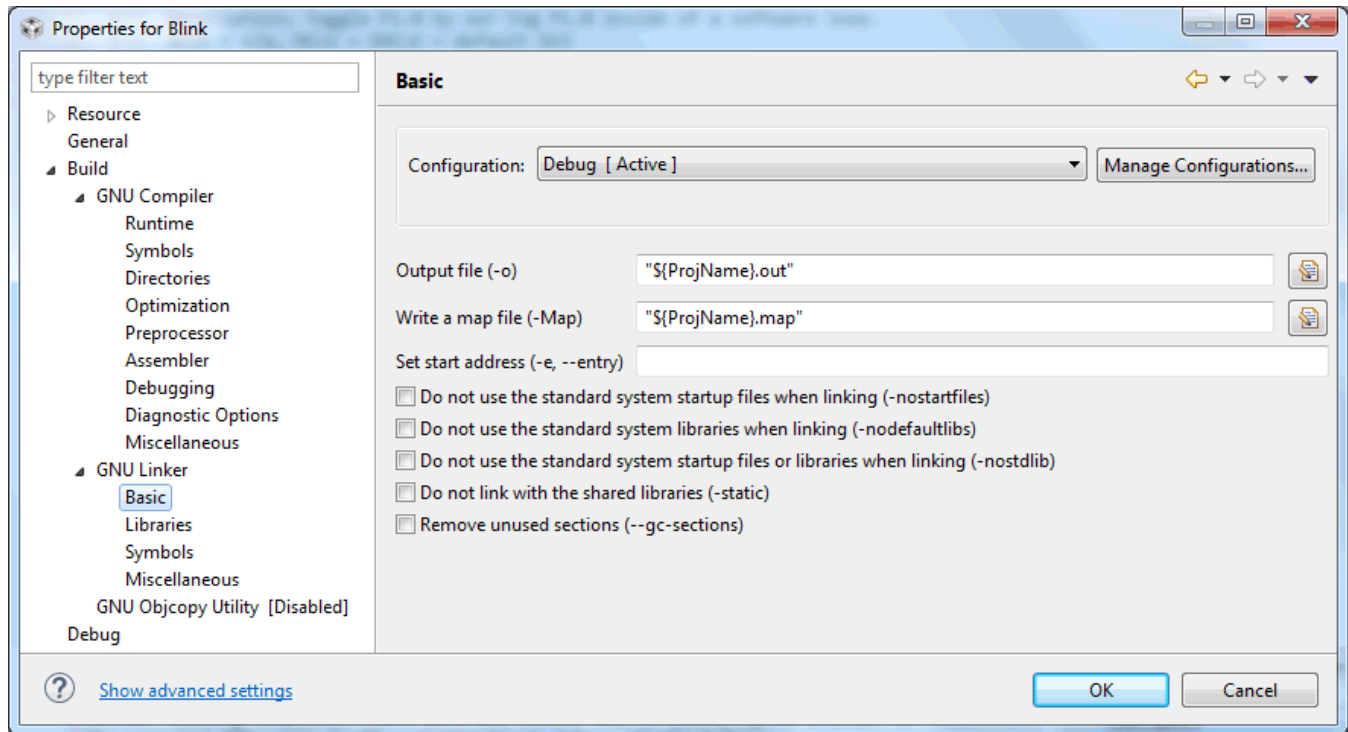 Properties for Blink
type filter text
Resource
General
Build
GNU Compiler
Runtime
Symbols
Directories
Optimization
Preprocessor
Assembler
Debugging
Diagnostic Options
Miscellaneous
GNU Linker
Basic
Libraries
Symbols
Miscellaneous
GNU Objcopy Utility [Disabled]
Debug
Basic
Configuration: Debug [ Active ] Manage Configurations...
Output file (-o) "${ProjName}.out"
Write a map file (-Map) "${ProjName}.map"
Set start address (-e, --entry)
Do not use the standard system startup files when linking (-nostartfiles)
Do not use the standard system libraries when linking (-nodefaultlibs)
Do not use the standard system startup files or libraries when linking (-nostdlib)
Do not link with the shared libraries (-static)
Remove unused sections (--gc-sections)
? Show advanced settings
OK Cancel